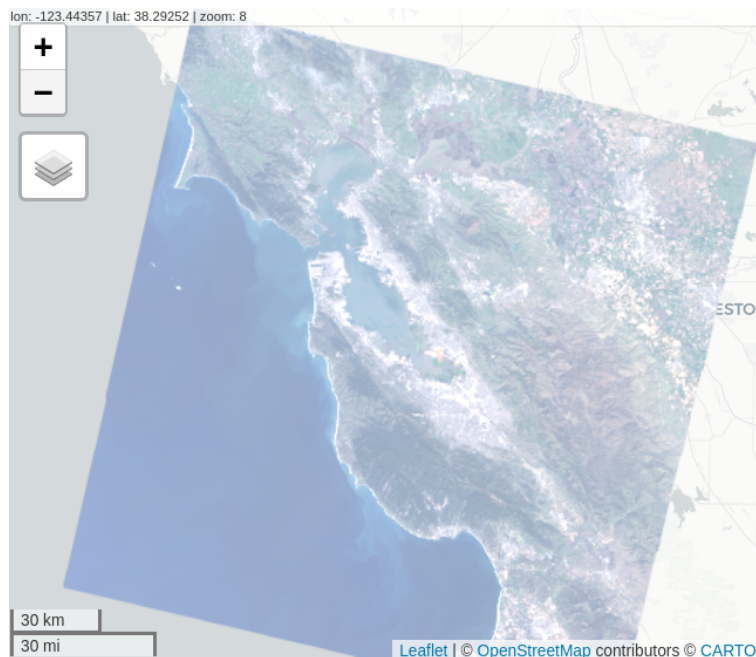 lon: -123.44357 | lat: 38.29252 | zoom: 8
+
−
ESTO
30 km
30 mi
Leaflet | © OpenStreetMap contributors © CARTO